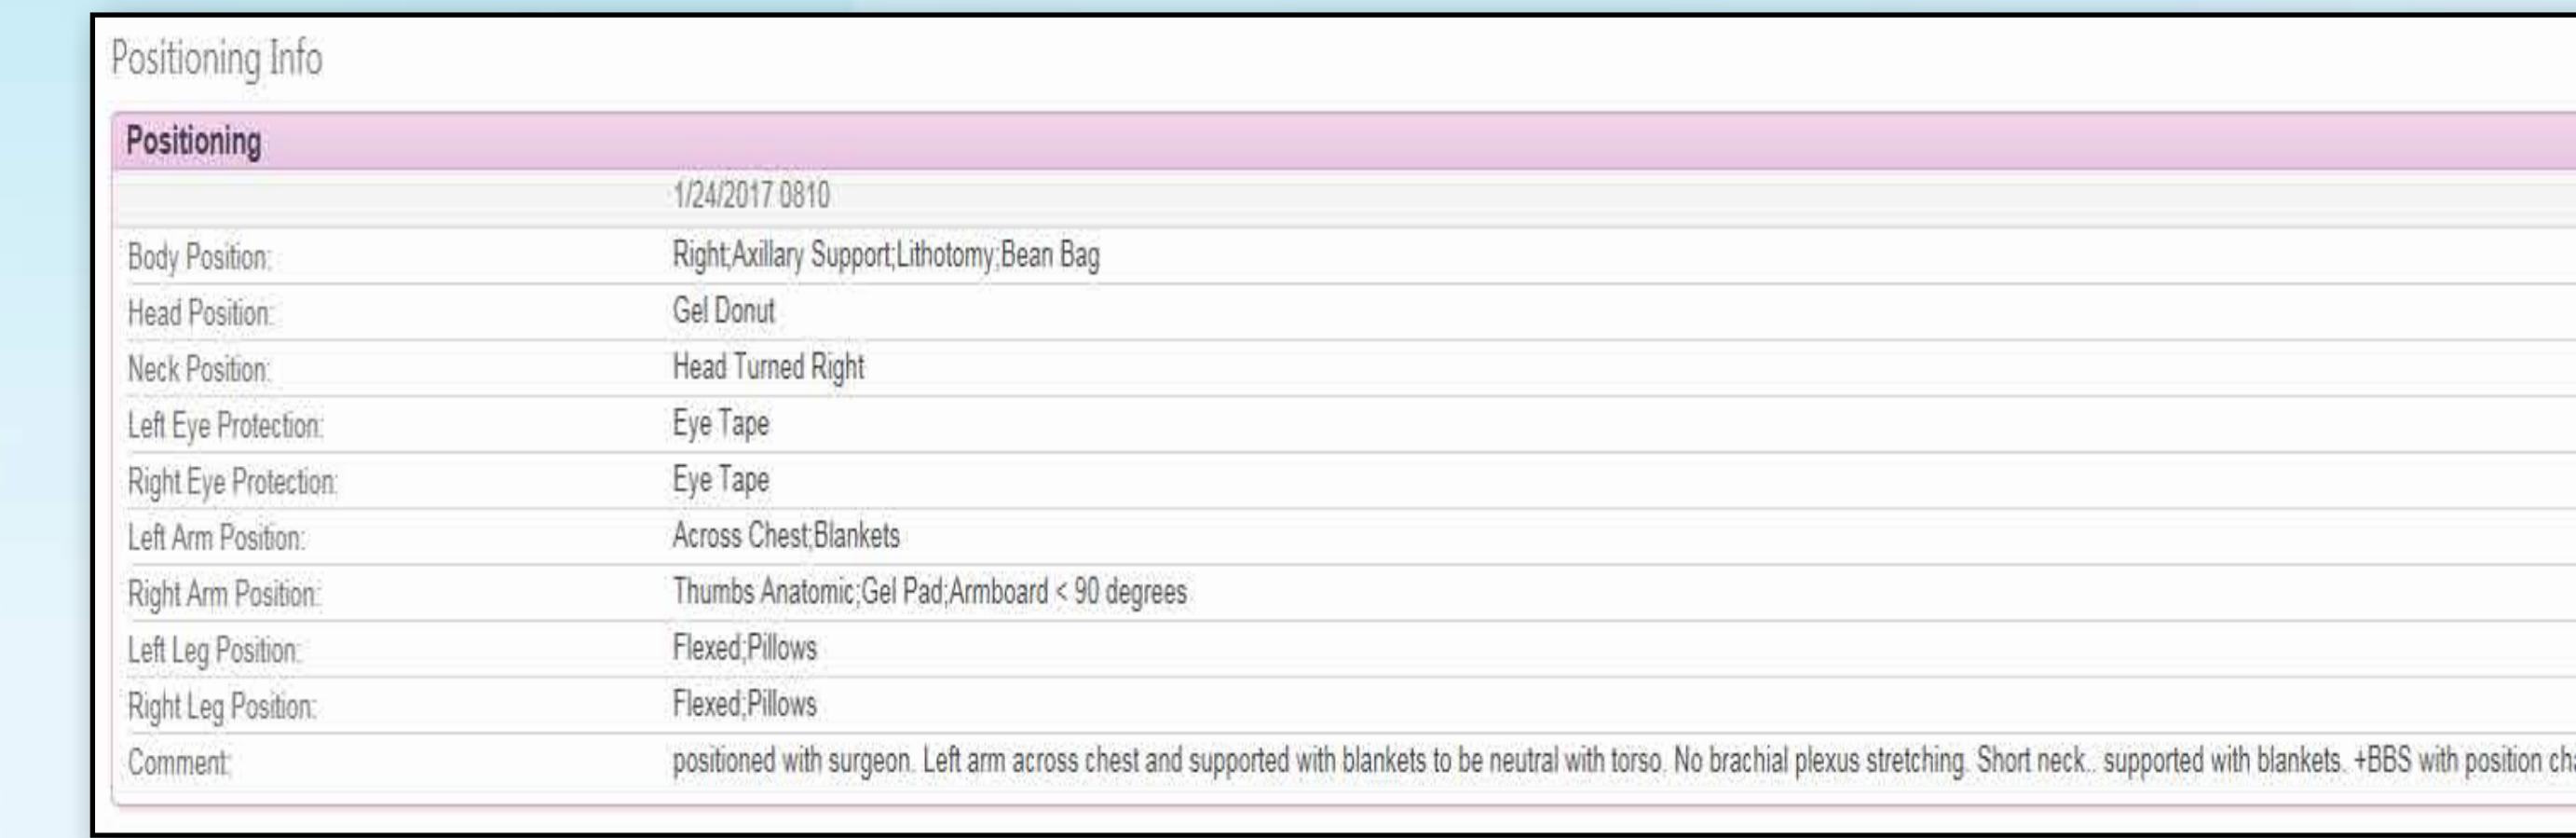 Positioning Info
Positioning
1/24/2017 0810
Body Position: Right;Axillary Support;Lithotomy;Bean Bag
Head Position: Gel Donut
Neck Position: Head Turned Right
Left Eye Protection: Eye Tape
Right Eye Protection: Eye Tape
Left Arm Position: Across Chest;Blankets
Right Arm Position: Thumbs Anatomic;Gel Pad;Armboard < 90 degrees
Left Leg Position: Flexed;Pillows
Right Leg Position: Flexed;Pillows
Comment: positioned with surgeon. Left arm across chest and supported with blankets to be neutral with torso. No brachial plexus stretching. Short neck.. supported with blankets. +BBS with position